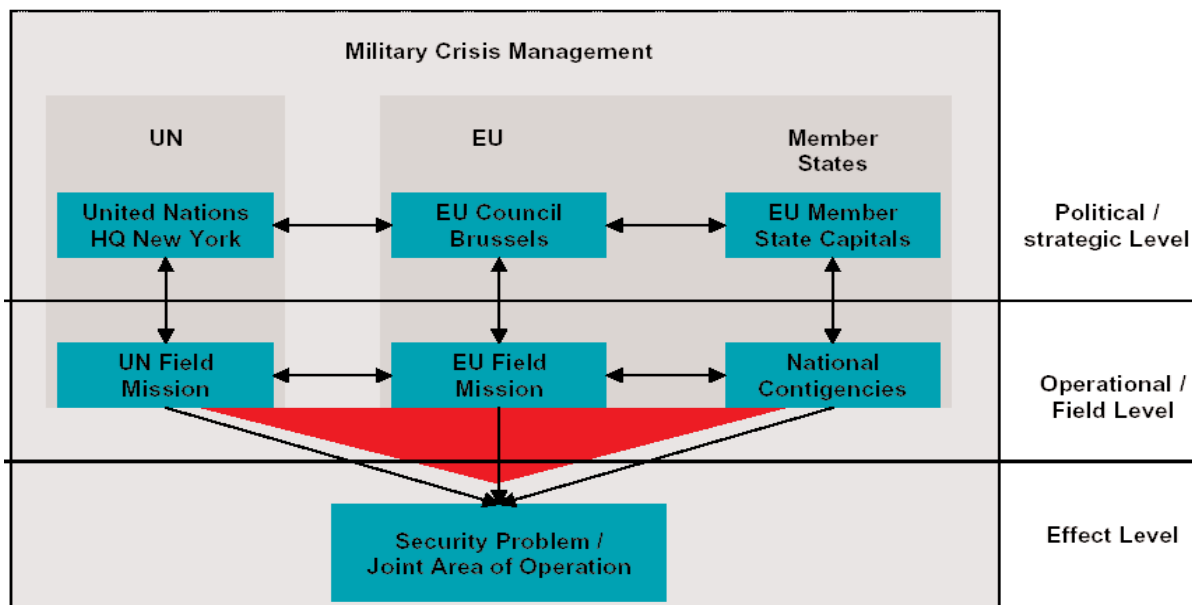 Military Crisis Management
UN
EU
Member
States
United Nations
HQ New York
EU Council
Brussels
EU Member
State Capitals
Political /
strategic Level
UN Field
Mission
EU Field
Mission
National
Contigencies
Operational /
Field Level
Security Problem /
Joint Area of Operation
Effect Level